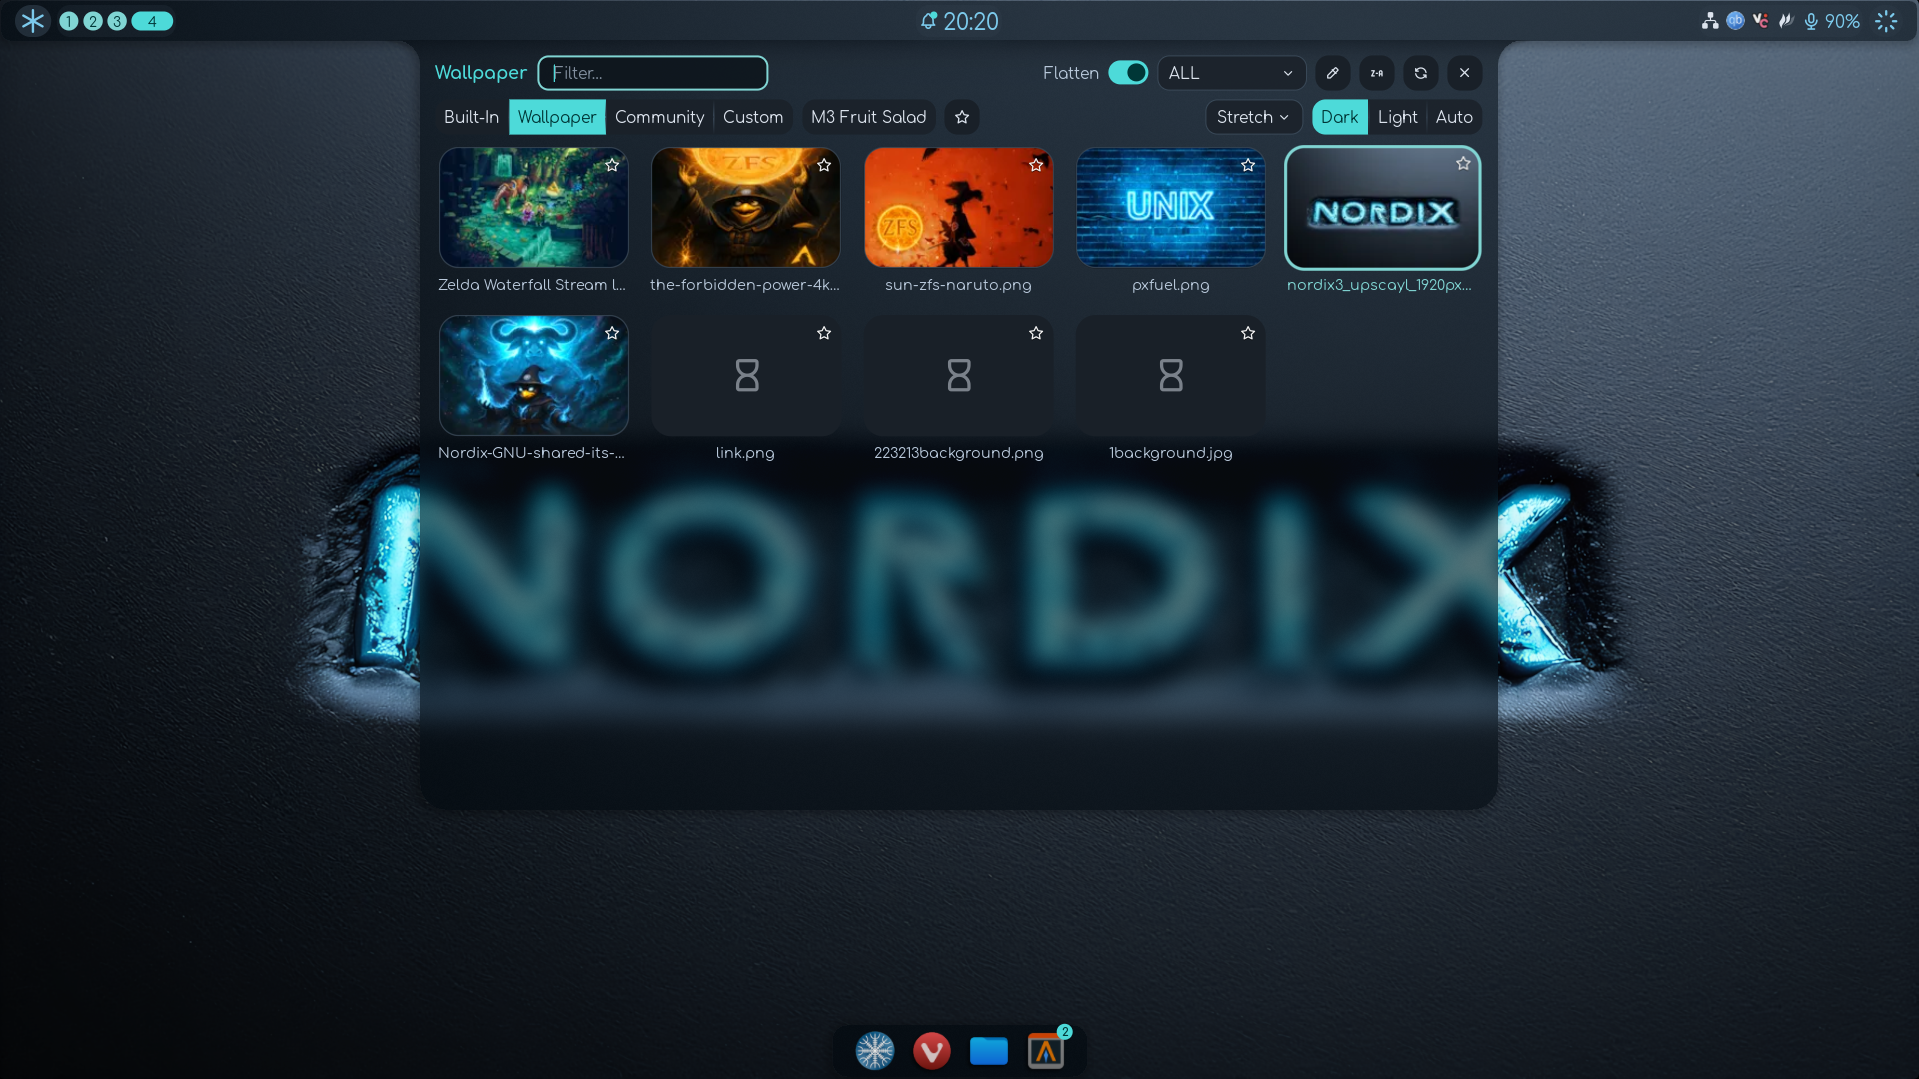 1 2 3 4
20:20
90%
Wallpaper
Filter...
Flatten
ALL
Z-A
Built-In
Wallpaper
Community
Custom
M3 Fruit Salad
Stretch
Dark
Light
Auto
ZFS
ZFS
UNIX
NORDIX
Zelda Waterfall Stream l...
the-forbidden-power-4k...
sun-zfs-naruto.png
pxfuel.png
nordix3_upscayl_1920px...
Nordix-GNU-shared-its-...
link.png
223213background.png
1background.jpg
NORDIX
2